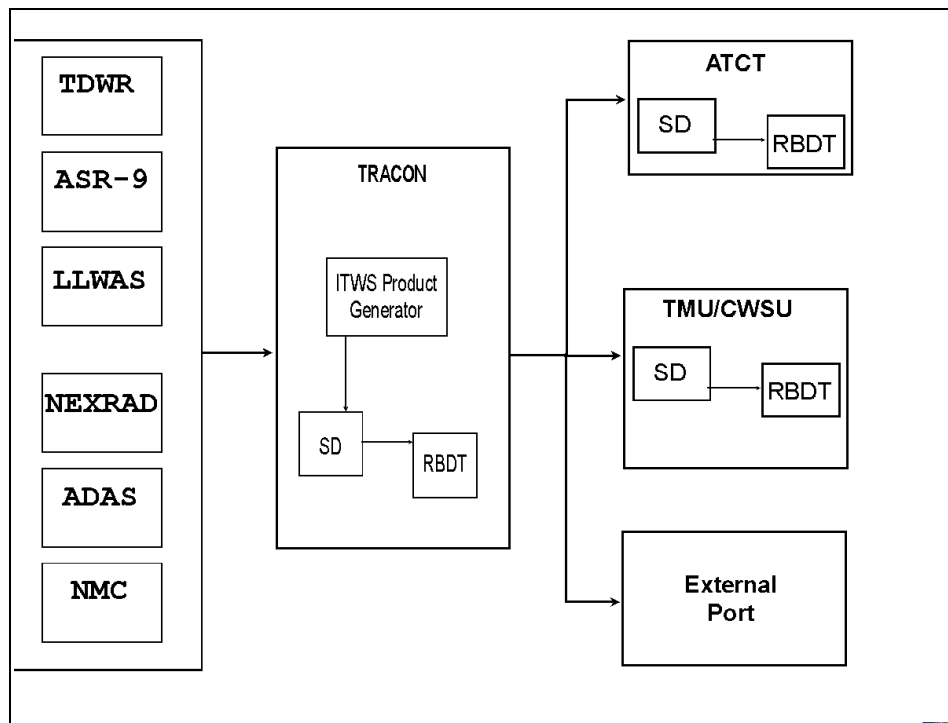 TDWR
ASR-9
LLWAS
NEXRAD
ADAS
NMC
TRACON
ITWS Product
Generator
SD
RBDT
ATCT
SD
RBDT
TMU/CWSU
SD
RBDT
External
Port